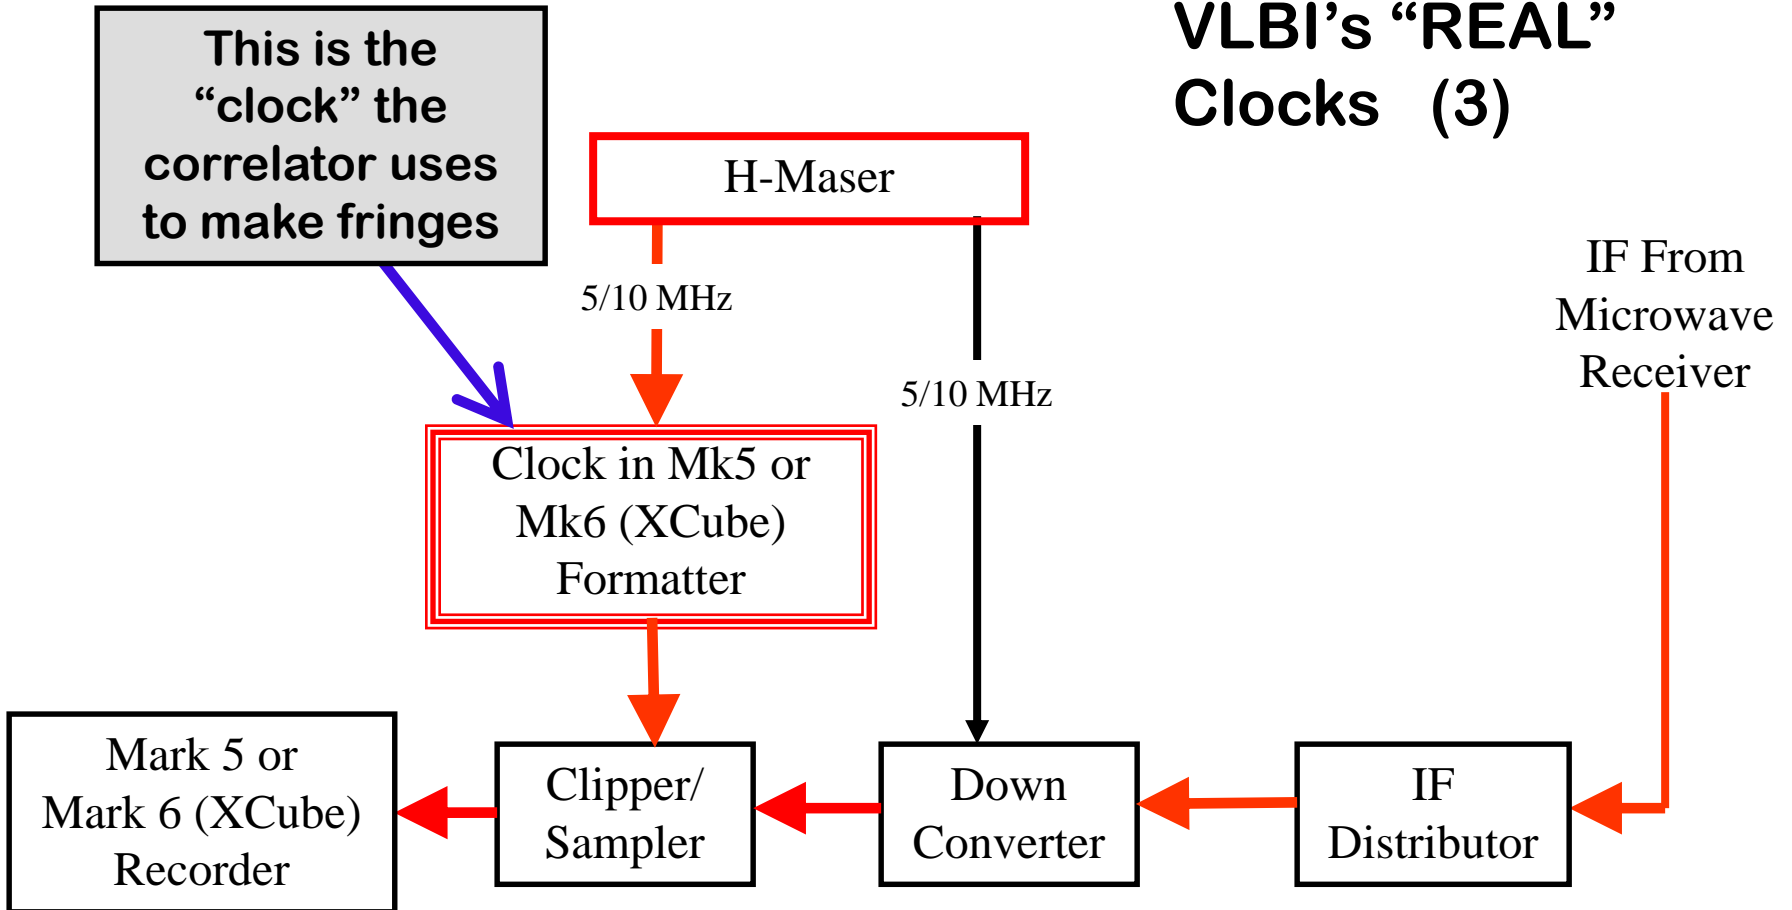 VLBI’s “REAL”
Clocks (3)
This is the
“clock” the
correlator uses
to make fringes
H-Maser
5/10 MHz
5/10 MHz
IF From
Microwave
Receiver
Clock in Mk5 or
Mk6 (XCube)
Formatter
Mark 5 or
Mark 6 (XCube)
Recorder
Clipper/
Sampler
Down
Converter
IF
Distributor